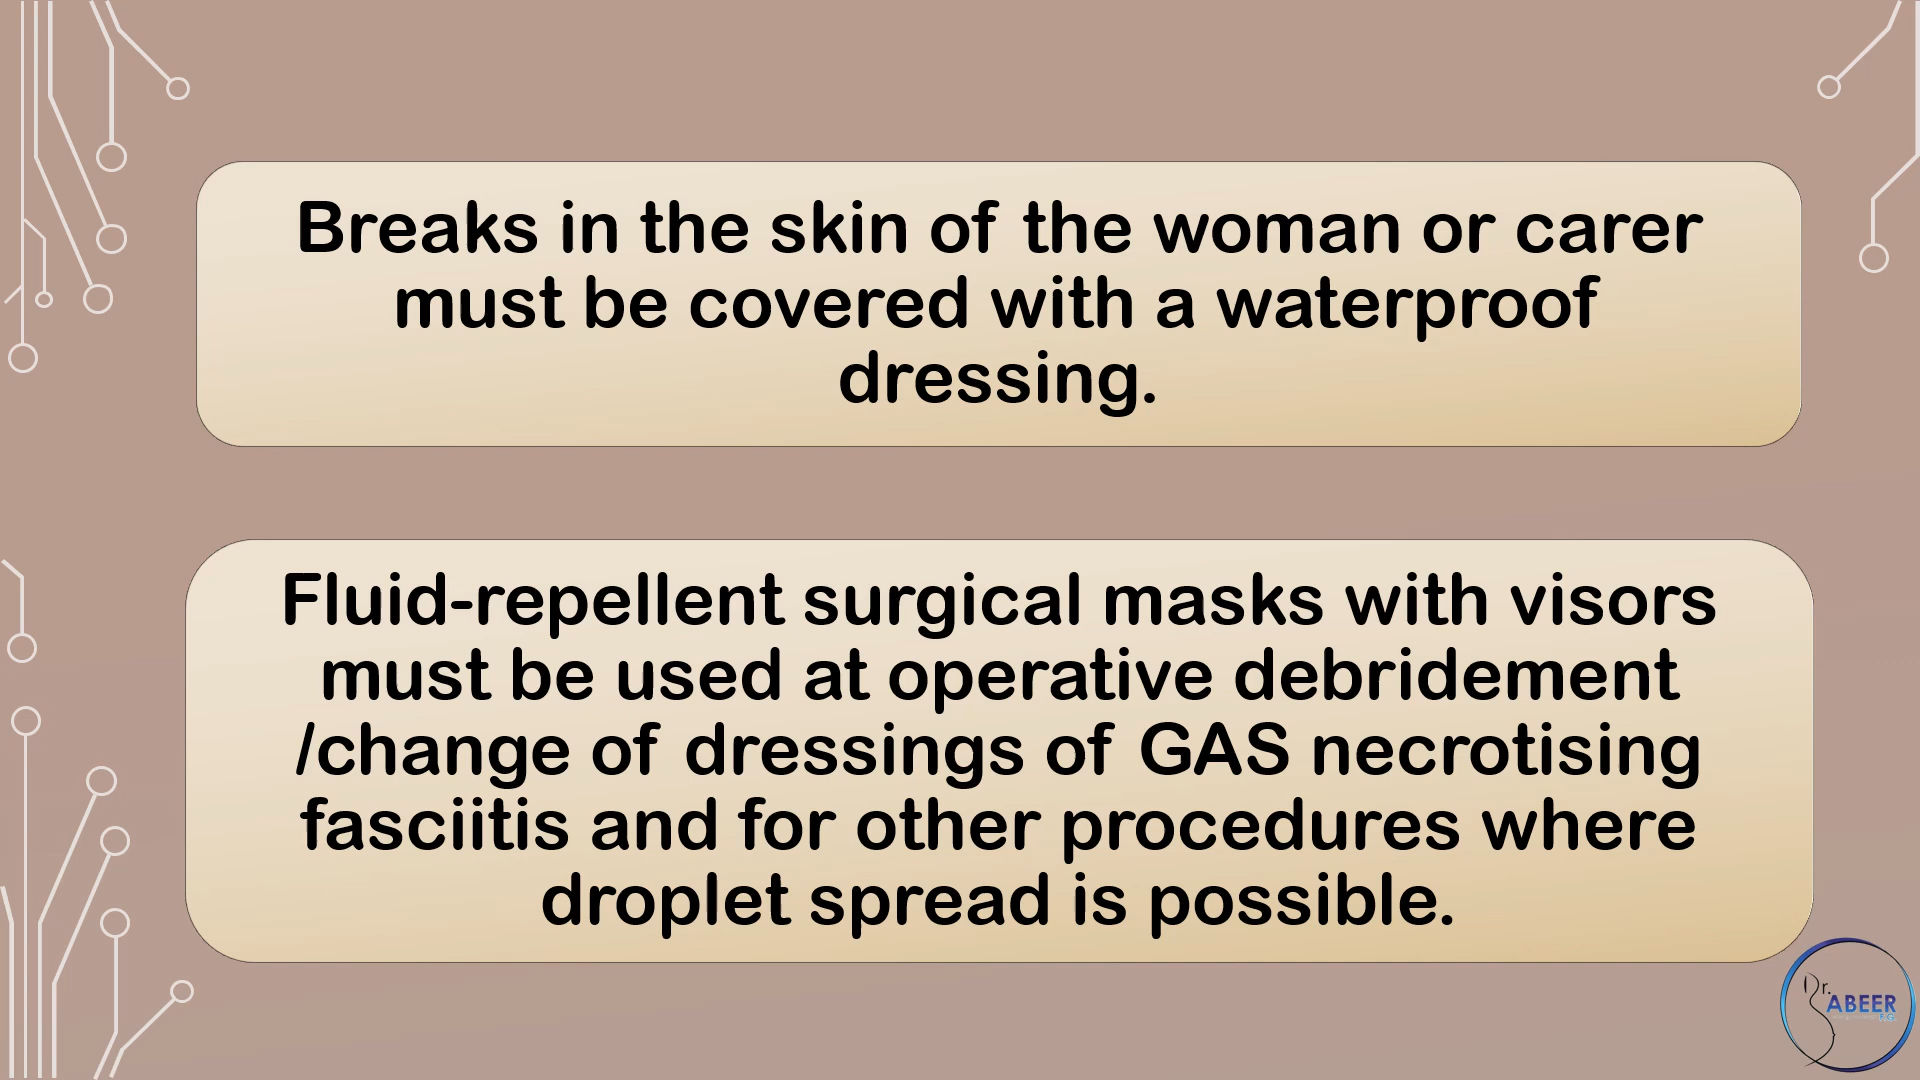 Breaks in the skin of the woman or carer
must be covered with a waterproof
dressing.
Fluid-repellent surgical masks with visors
must be used at operative debridement
/change of dressings of GAS necrotising
fasciitis and for other procedures where
droplet spread is possible.
Dr.
ABEER
F.G.